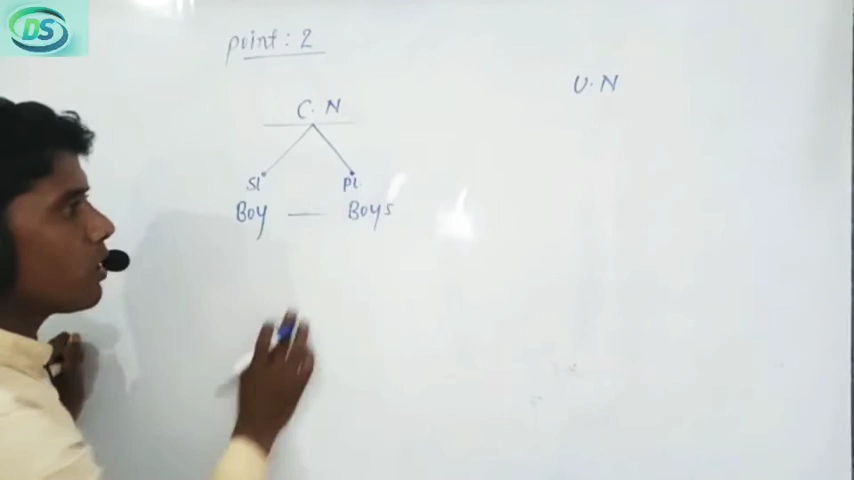 DS
point : 2
C. N
U. N
Sl Pl
Boy — Boys